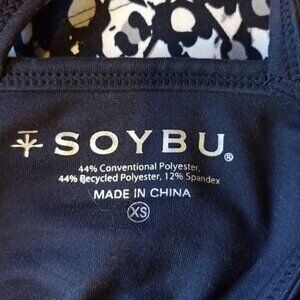 SOYBU®
44% Conventional Polyester,
44% Recycled Polyester, 12% Spandex
MADE IN CHINA
XS